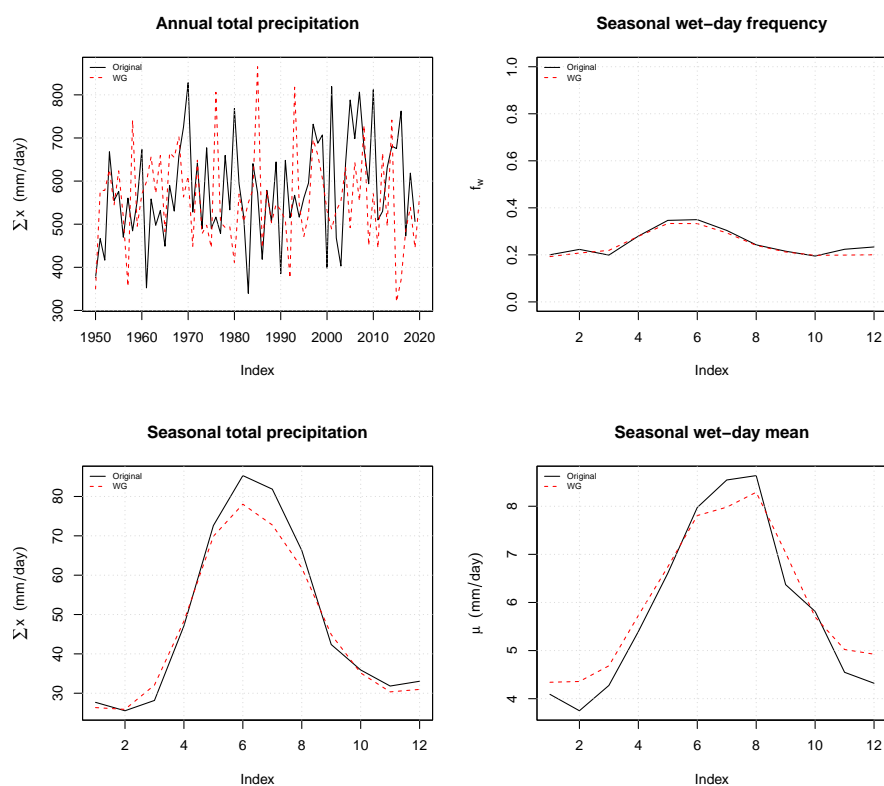 Annual total precipitation
Original
WG
∑x (mm/day)
300 400 500 600 700 800
1950 1960 1970 1980 1990 2000 2010 2020
Index
Seasonal wet−day frequency
Original
WG
f_w
0.0 0.2 0.4 0.6 0.8 1.0
2 4 6 8 10 12
Index
Seasonal total precipitation
Original
WG
∑x (mm/day)
30 40 50 60 70 80
2 4 6 8 10 12
Index
Seasonal wet−day mean
Original
WG
μ (mm/day)
4 5 6 7 8
2 4 6 8 10 12
Index